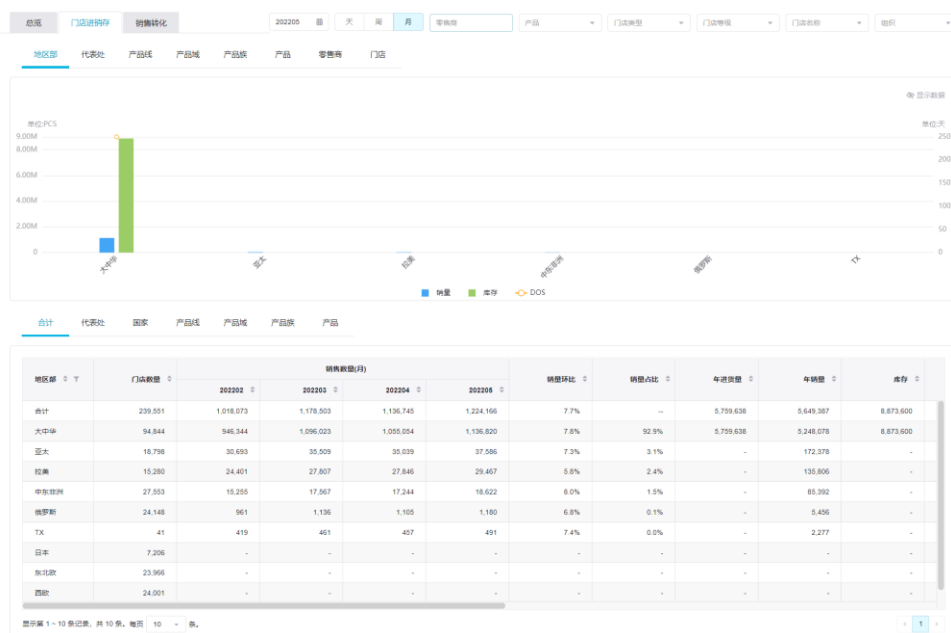 总览 门店进销存 销售转化 202205 天 周 月 零售商 产品 门店类型 门店等级 门店名称 组织
地区部 代表处 产品线 产品域 产品族 产品 零售商 门店
显示数据
单位:PCS 单位:天
9.00M 250
8.00M
200
6.00M
150
4.00M
100
2.00M
50
0 0
大中华 亚太 拉美 中东非洲 俄罗斯 TX
销量 库存 DOS
合计 代表处 国家 产品线 产品域 产品族 产品
地区部 门店数量 销售数量(月) 销量环比 销量占比 年进货量 年销量 库存
202202 202203 202204 202205
合计 239,551 1,018,073 1,178,503 1,136,745 1,224,166 7.7% -- 5,759,638 5,649,387 8,873,600
大中华 94,844 946,344 1,096,023 1,055,054 1,136,820 7.8% 92.9% 5,759,638 5,248,078 8,873,600
亚太 18,798 30,693 35,509 35,039 37,586 7.3% 3.1% - 172,378 -
拉美 15,280 24,401 27,807 27,846 29,467 5.8% 2.4% - 135,806 -
中东非洲 27,553 15,255 17,567 17,244 18,622 8.0% 1.5% - 85,392 -
俄罗斯 24,148 961 1,136 1,105 1,180 6.8% 0.1% - 5,456 -
TX 41 419 461 457 491 7.4% 0.0% - 2,277 -
日本 7,206 - - - - - - - - -
东北欧 23,966 - - - - - - - - -
西欧 24,001 - - - - - - - - -
显示第 1 ~ 10 条记录，共 10 条。每页 10 条。 ‹ 1 ›